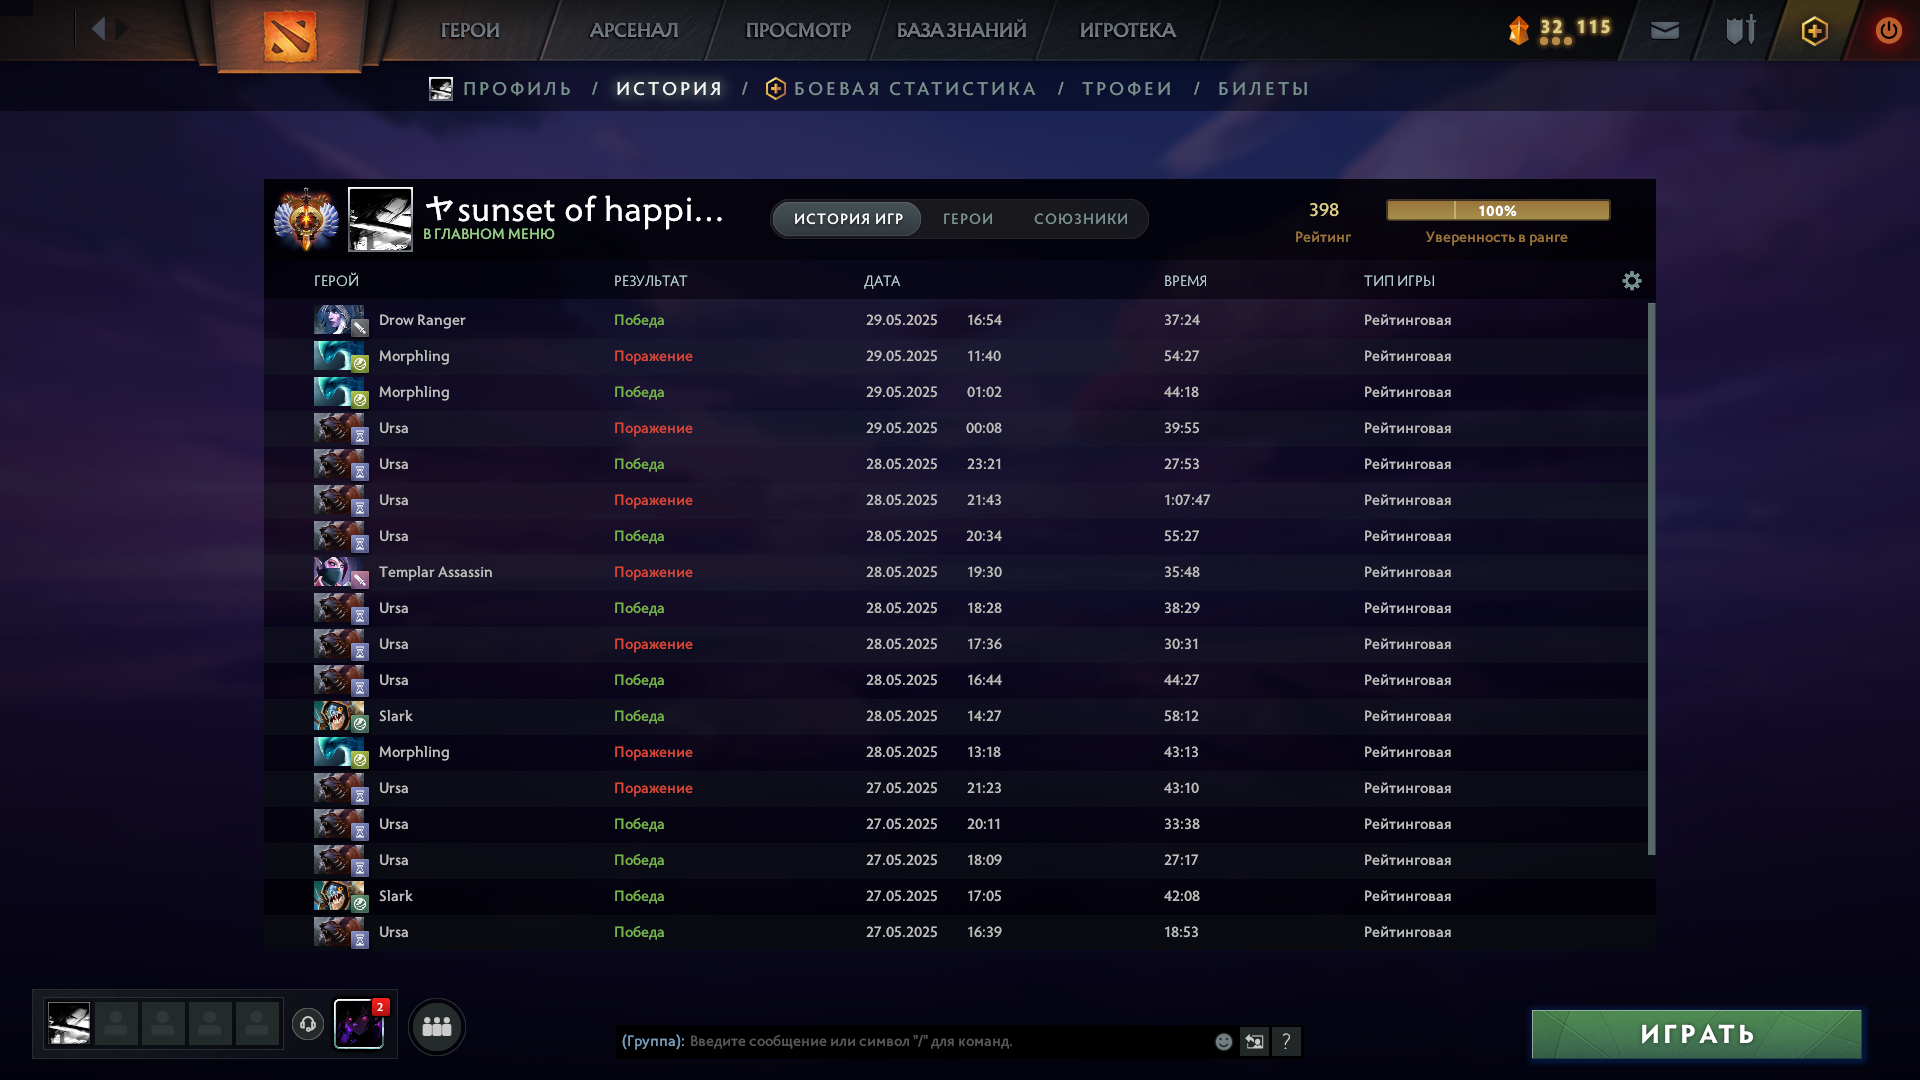 ГЕРОИ АРСЕНАЛ ПРОСМОТР БАЗА ЗНАНИЙ ИГРОТЕКА 32 115
ПРОФИЛЬ / ИСТОРИЯ / БОЕВАЯ СТАТИСТИКА / ТРОФЕИ / БИЛЕТЫ
ヤsunset of happi...
В ГЛАВНОМ МЕНЮ
ИСТОРИЯ ИГР ГЕРОИ СОЮЗНИКИ
398 100%
Рейтинг Уверенность в ранге
ГЕРОЙ РЕЗУЛЬТАТ ДАТА ВРЕМЯ ТИП ИГРЫ
Drow Ranger Победа 29.05.2025 16:54 37:24 Рейтинговая
Morphling Поражение 29.05.2025 11:40 54:27 Рейтинговая
Morphling Победа 29.05.2025 01:02 44:18 Рейтинговая
Ursa Поражение 29.05.2025 00:08 39:55 Рейтинговая
Ursa Победа 28.05.2025 23:21 27:53 Рейтинговая
Ursa Поражение 28.05.2025 21:43 1:07:47 Рейтинговая
Ursa Победа 28.05.2025 20:34 55:27 Рейтинговая
Templar Assassin Поражение 28.05.2025 19:30 35:48 Рейтинговая
Ursa Победа 28.05.2025 18:28 38:29 Рейтинговая
Ursa Поражение 28.05.2025 17:36 30:31 Рейтинговая
Ursa Победа 28.05.2025 16:44 44:27 Рейтинговая
Slark Победа 28.05.2025 14:27 58:12 Рейтинговая
Morphling Поражение 28.05.2025 13:18 43:13 Рейтинговая
Ursa Поражение 27.05.2025 21:23 43:10 Рейтинговая
Ursa Победа 27.05.2025 20:11 33:38 Рейтинговая
Ursa Победа 27.05.2025 18:09 27:17 Рейтинговая
Slark Победа 27.05.2025 17:05 42:08 Рейтинговая
Ursa Победа 27.05.2025 16:39 18:53 Рейтинговая
2
(Группа): Введите сообщение или символ "/" для команд. ?
ИГРАТЬ